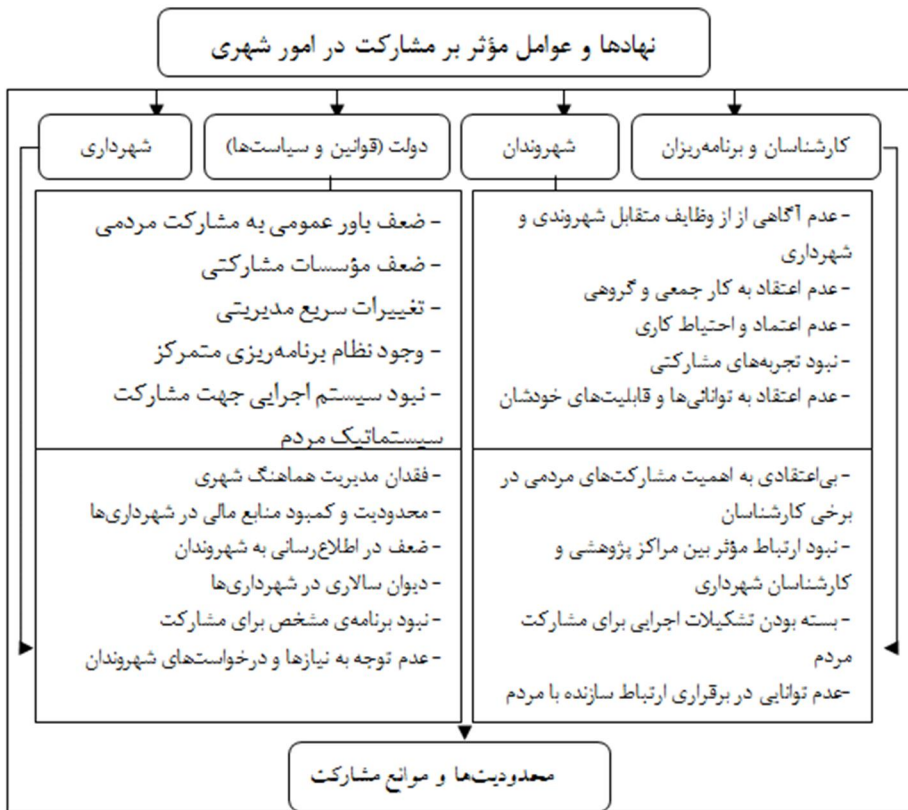 نهادها و عوامل مؤثر بر مشارکت در امور شهری
کارشناسان و برنامه‌ریزان
شهروندان
دولت (قوانین و سیاست‌ها)
شهرداری
- عدم آگاهی از از وظایف متقابل شهروندی و
شهرداری
- عدم اعتقاد به کار جمعی و گروهی
- عدم اعتماد و احتیاط کاری
- نبود تجربه‌های مشارکتی
- عدم اعتقاد به توانائی‌ها و قابلیت‌های خودشان
- ضعف باور عمومی به مشارکت مردمی
- ضعف مؤسسات مشارکتی
- تغییرات سریع مدیریتی
- وجود نظام برنامه‌ریزی متمرکز
- نبود سیستم اجرایی جهت مشارکت
سیستماتیک مردم
- بی‌اعتقادی به اهمیت مشارکت‌های مردمی در
برخی کارشناسان
- نبود ارتباط مؤثر بین مراکز پژوهشی و
کارشناسان شهرداری
- بسته بودن تشکیلات اجرایی برای مشارکت
مردم
-عدم توانایی در برقراری ارتباط سازنده با مردم
- فقدان مدیریت هماهنگ شهری
- محدودیت و کمبود منابع مالی در شهرداری‌ها
- ضعف در اطلاع‌رسانی به شهروندان
- دیوان سالاری در شهرداری‌ها
- نبود برنامه‌ی مشخص برای مشارکت
- عدم توجه به نیازها و درخواست‌های شهروندان
محدودیت‌ها و موانع مشارکت